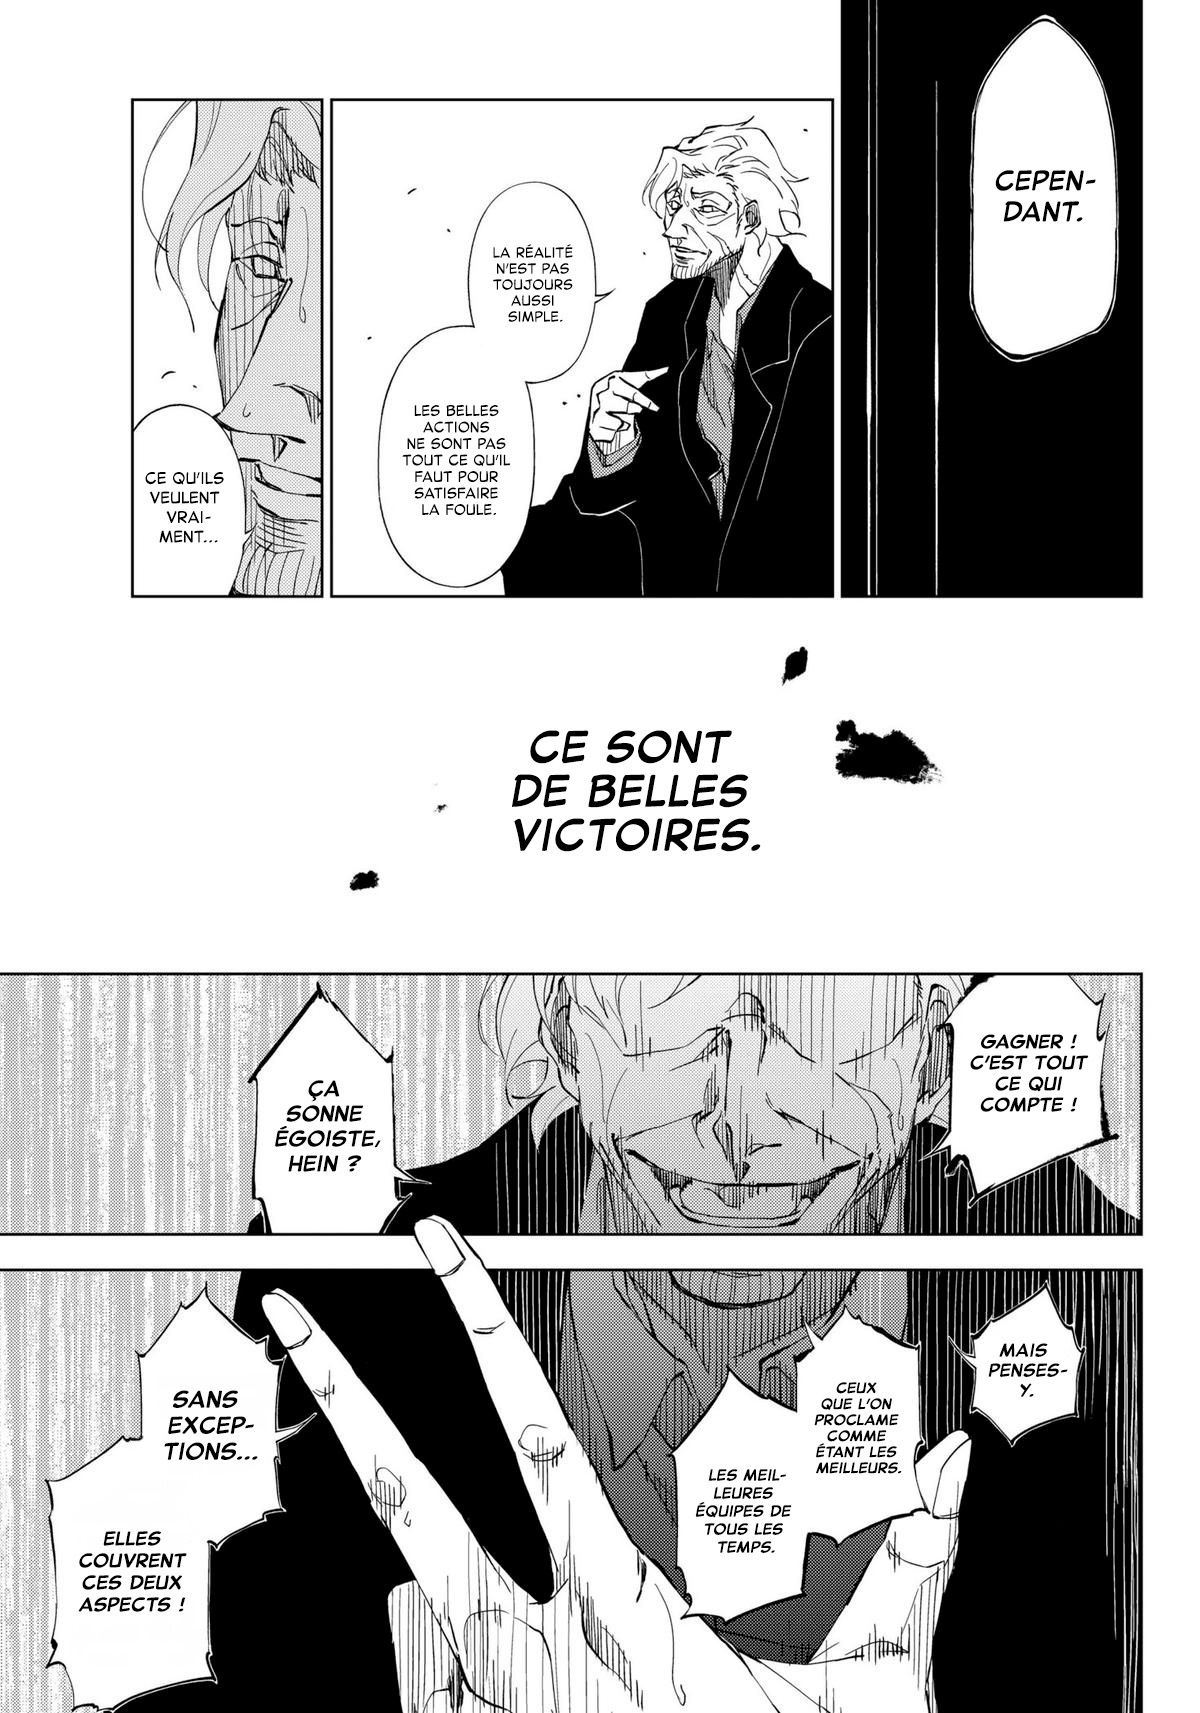 CEPEN-
DANT.
LA RÉALITÉ
N'EST PAS
TOUJOURS
AUSSI
SIMPLE.
LES BELLES
ACTIONS
NE SONT PAS
TOUT CE QU'IL
FAUT POUR
SATISFAIRE
LA FOULE.
CE QU'ILS
VEULENT
VRAI-
MENT...
CE SONT
DE BELLES
VICTOIRES.
GAGNER !
C'EST TOUT
CE QUI
COMPTE !
ÇA
SONNE
ÉGOISTE,
HEIN ?
MAIS
PENSES-
Y.
CEUX
QUE L'ON
PROCLAME
COMME
ÉTANT LES
MEILLEURS.
LES MEIL-
LEURES
ÉQUIPES DE
TOUS LES
TEMPS.
SANS
EXCEP-
TIONS...
ELLES
COUVRENT
CES DEUX
ASPECTS !